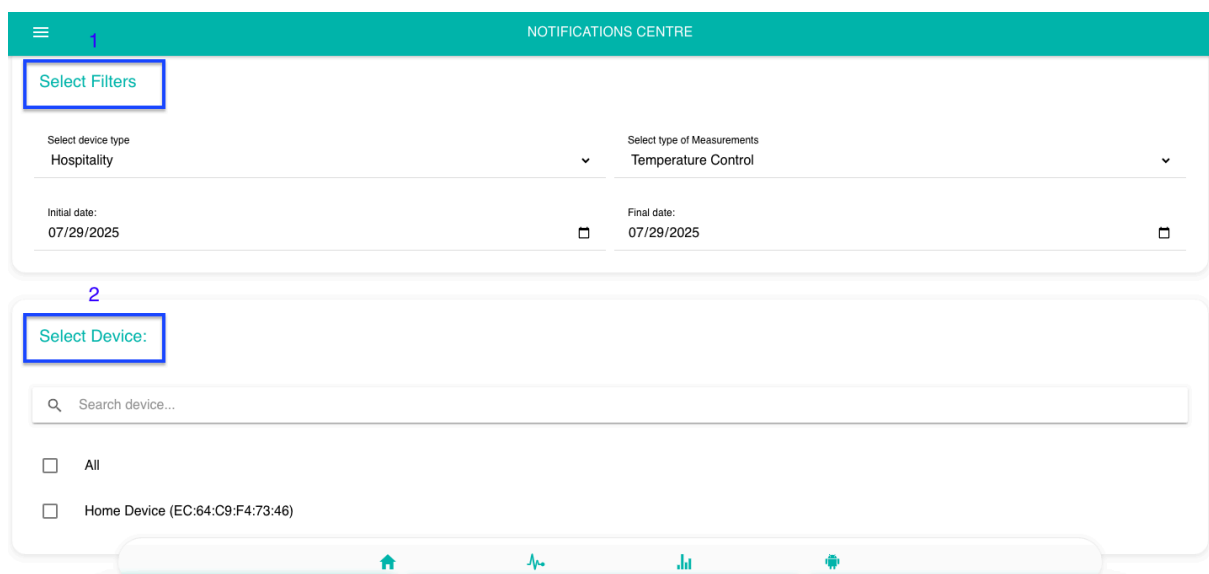 NOTIFICATIONS CENTRE
1
Select Filters
Select device type
Hospitality
Select type of Measurements
Temperature Control
Initial date:
07/29/2025
Final date:
07/29/2025
2
Select Device:
Search device...
All
Home Device (EC:64:C9:F4:73:46)